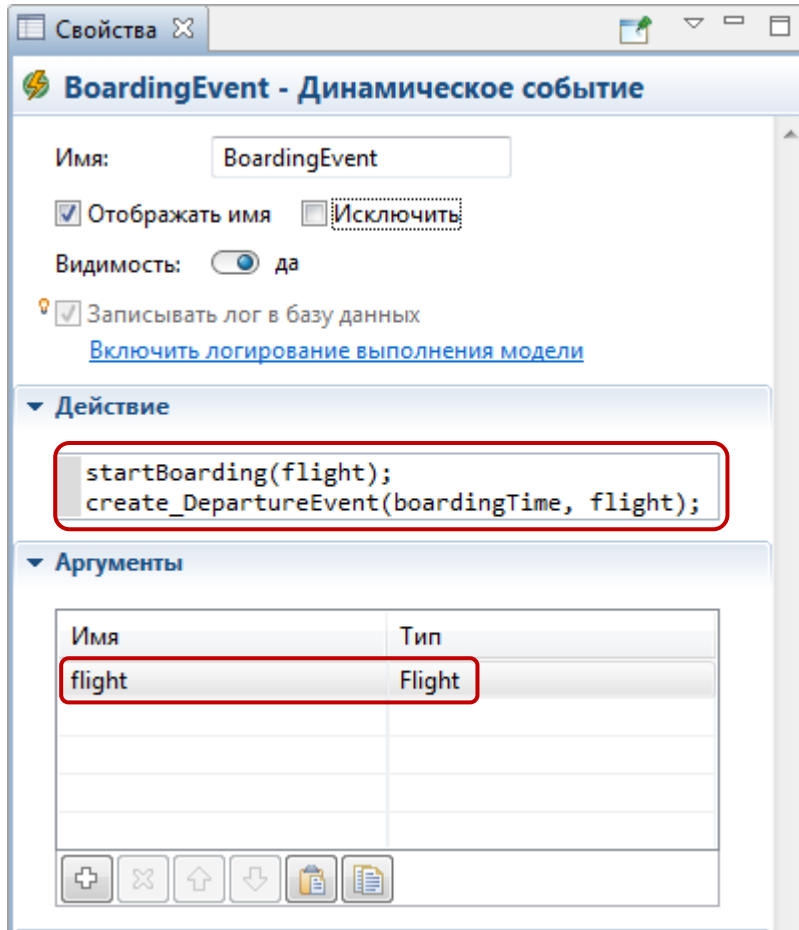 Свойства
BoardingEvent - Динамическое событие
Имя: BoardingEvent
Отображать имя Исключить
Видимость: да
Записывать лог в базу данных
Включить логирование выполнения модели
Действие
startBoarding(flight);
create_DepartureEvent(boardingTime, flight);
Аргументы
Имя Тип
flight Flight